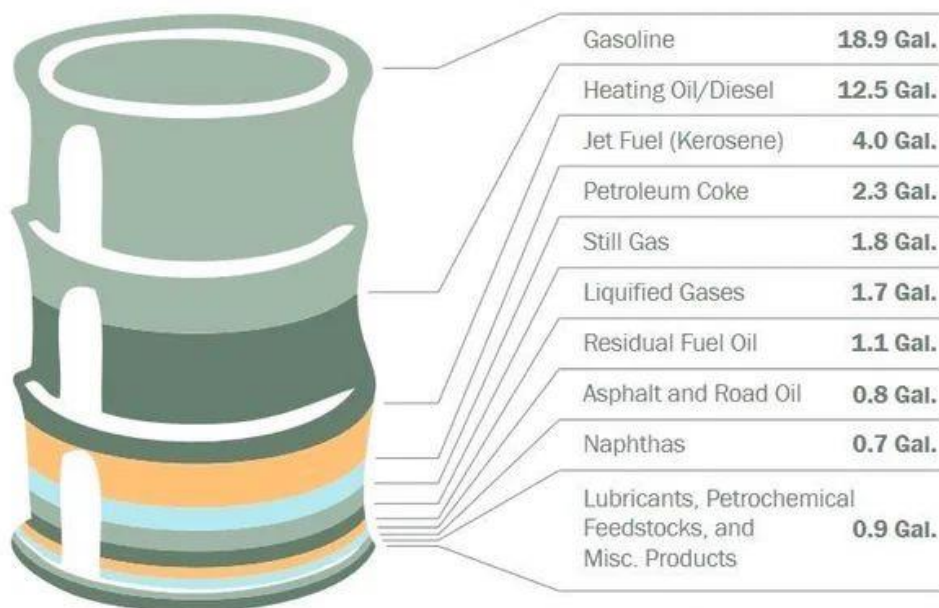 Gasoline 18.9 Gal.
Heating Oil/Diesel 12.5 Gal.
Jet Fuel (Kerosene) 4.0 Gal.
Petroleum Coke 2.3 Gal.
Still Gas 1.8 Gal.
Liquified Gases 1.7 Gal.
Residual Fuel Oil 1.1 Gal.
Asphalt and Road Oil 0.8 Gal.
Naphthas 0.7 Gal.
Lubricants, Petrochemical
Feedstocks, and 0.9 Gal.
Misc. Products